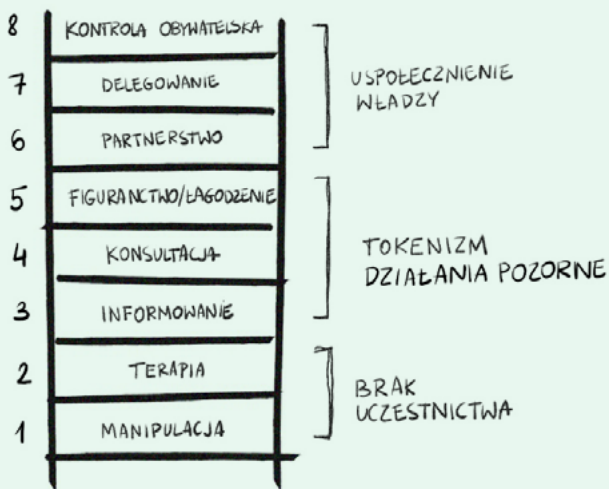 8 KONTROLA OBYWATELSKA
7 DELEGOWANIE
6 PARTNERSTWO
USPOŁECZNIENIE
WŁADZY
5 FIGURANCTWO/ŁAGODZENIE
4 KONSULTACJA
3 INFORMOWANIE
TOKENIZM
DZIAŁANIA POZORNE
2 TERAPIA
1 MANIPULACJA
BRAK
UCZESTNICTWA